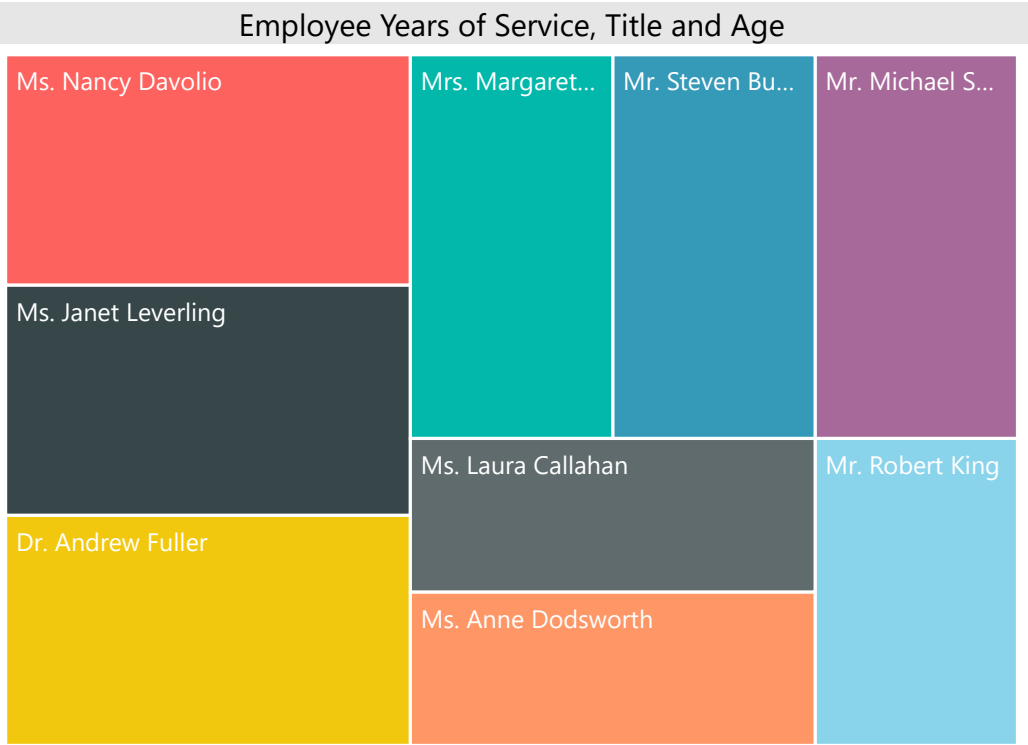 Employee Years of Service, Title and Age
Ms. Nancy Davolio
Mrs. Margaret...
Mr. Steven Bu...
Mr. Michael S...
Ms. Janet Leverling
Ms. Laura Callahan
Mr. Robert King
Dr. Andrew Fuller
Ms. Anne Dodsworth